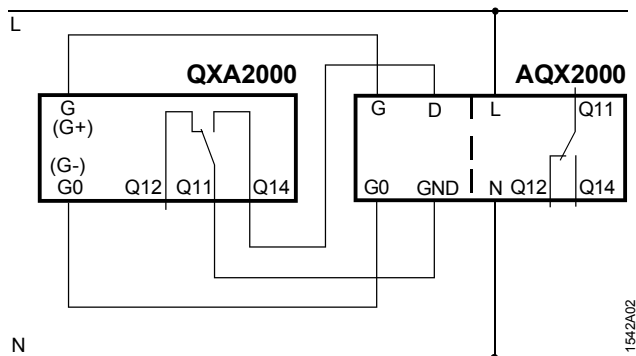 L
QXA2000 AQX2000
G G D L Q11
(G+)
(G-)
G0 Q12 Q11 Q14 G0 GND N Q12 Q14
N
1542A02